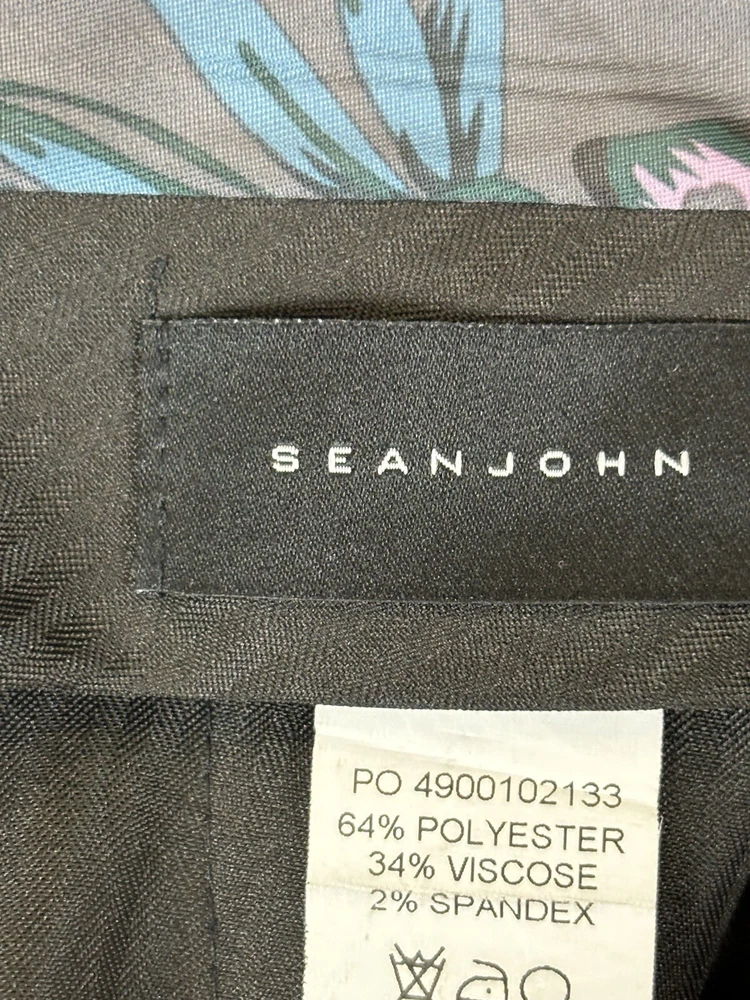 SEANJOHN
PO 4900102133
64% POLYESTER
34% VISCOSE
2% SPANDEX